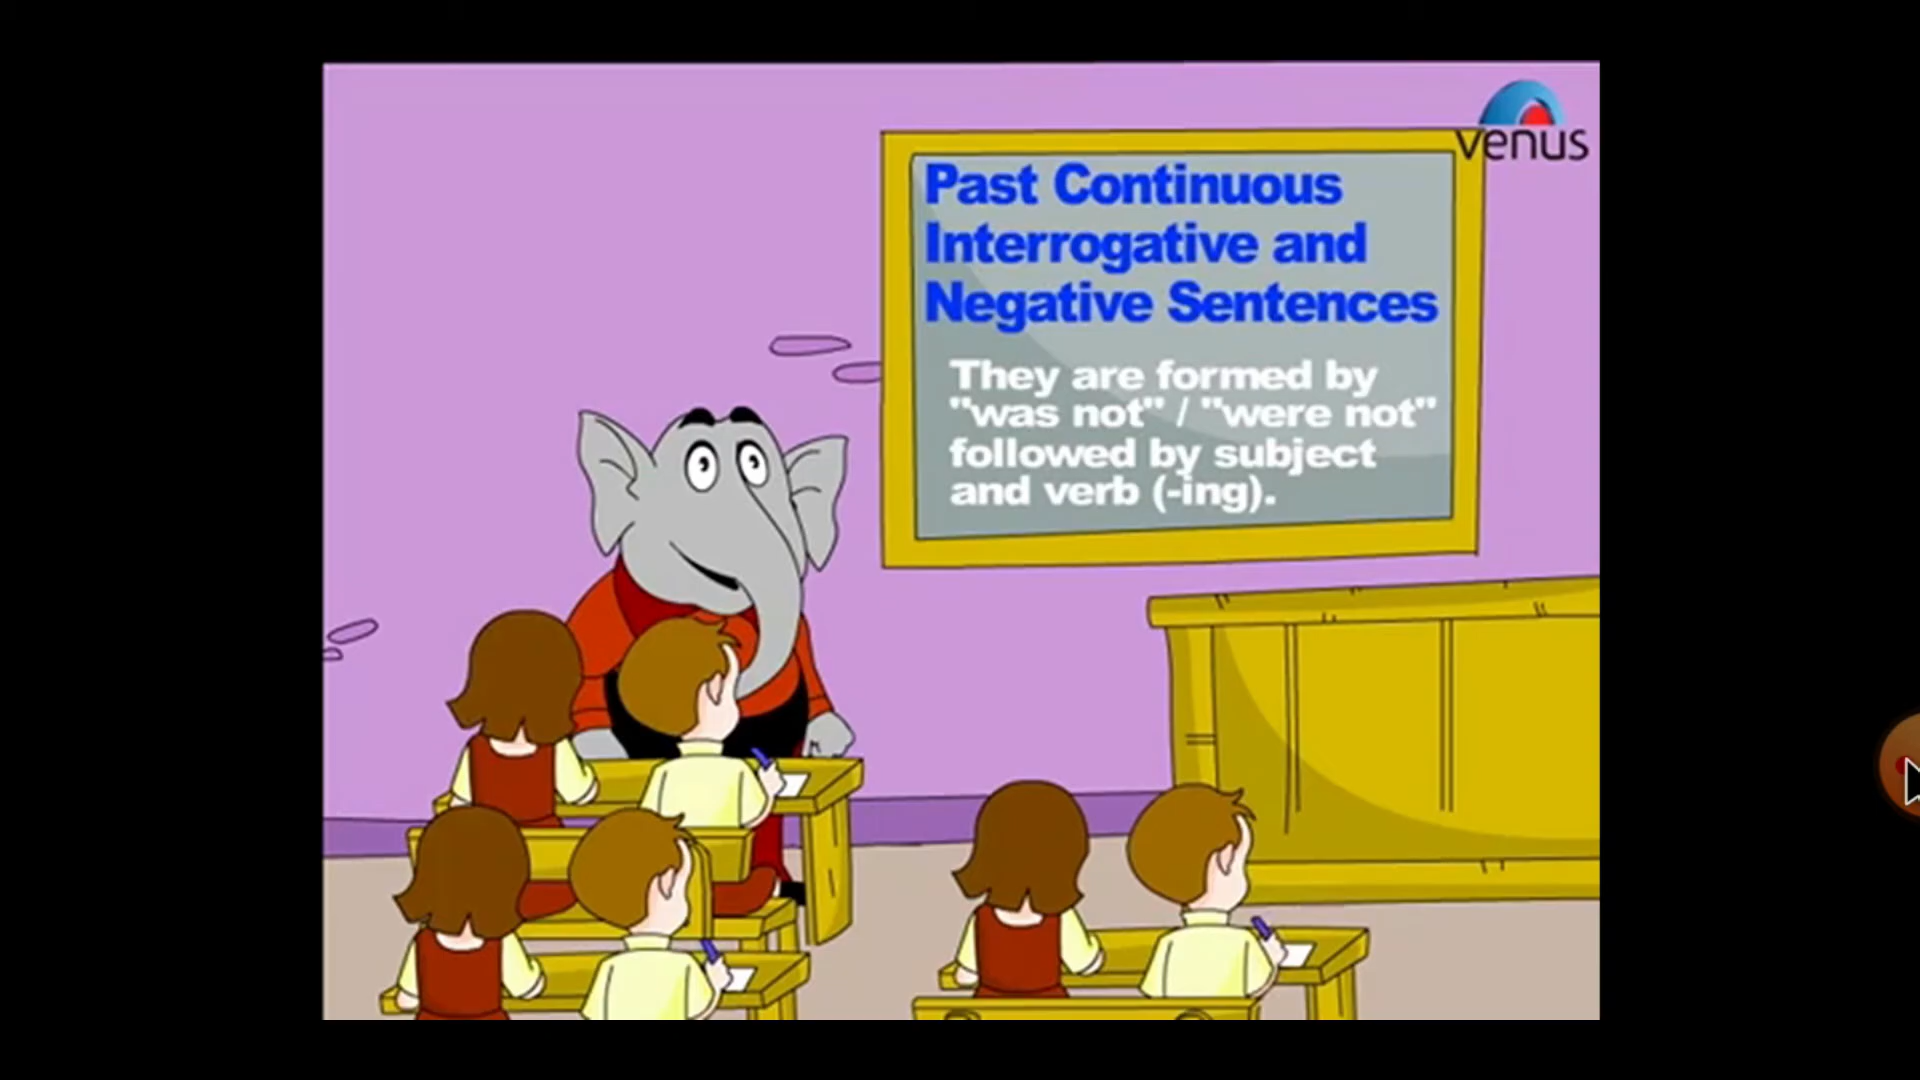 venus
Past Continuous
Interrogative and
Negative Sentences
They are formed by
"was not" / "were not"
followed by subject
and verb (-ing).